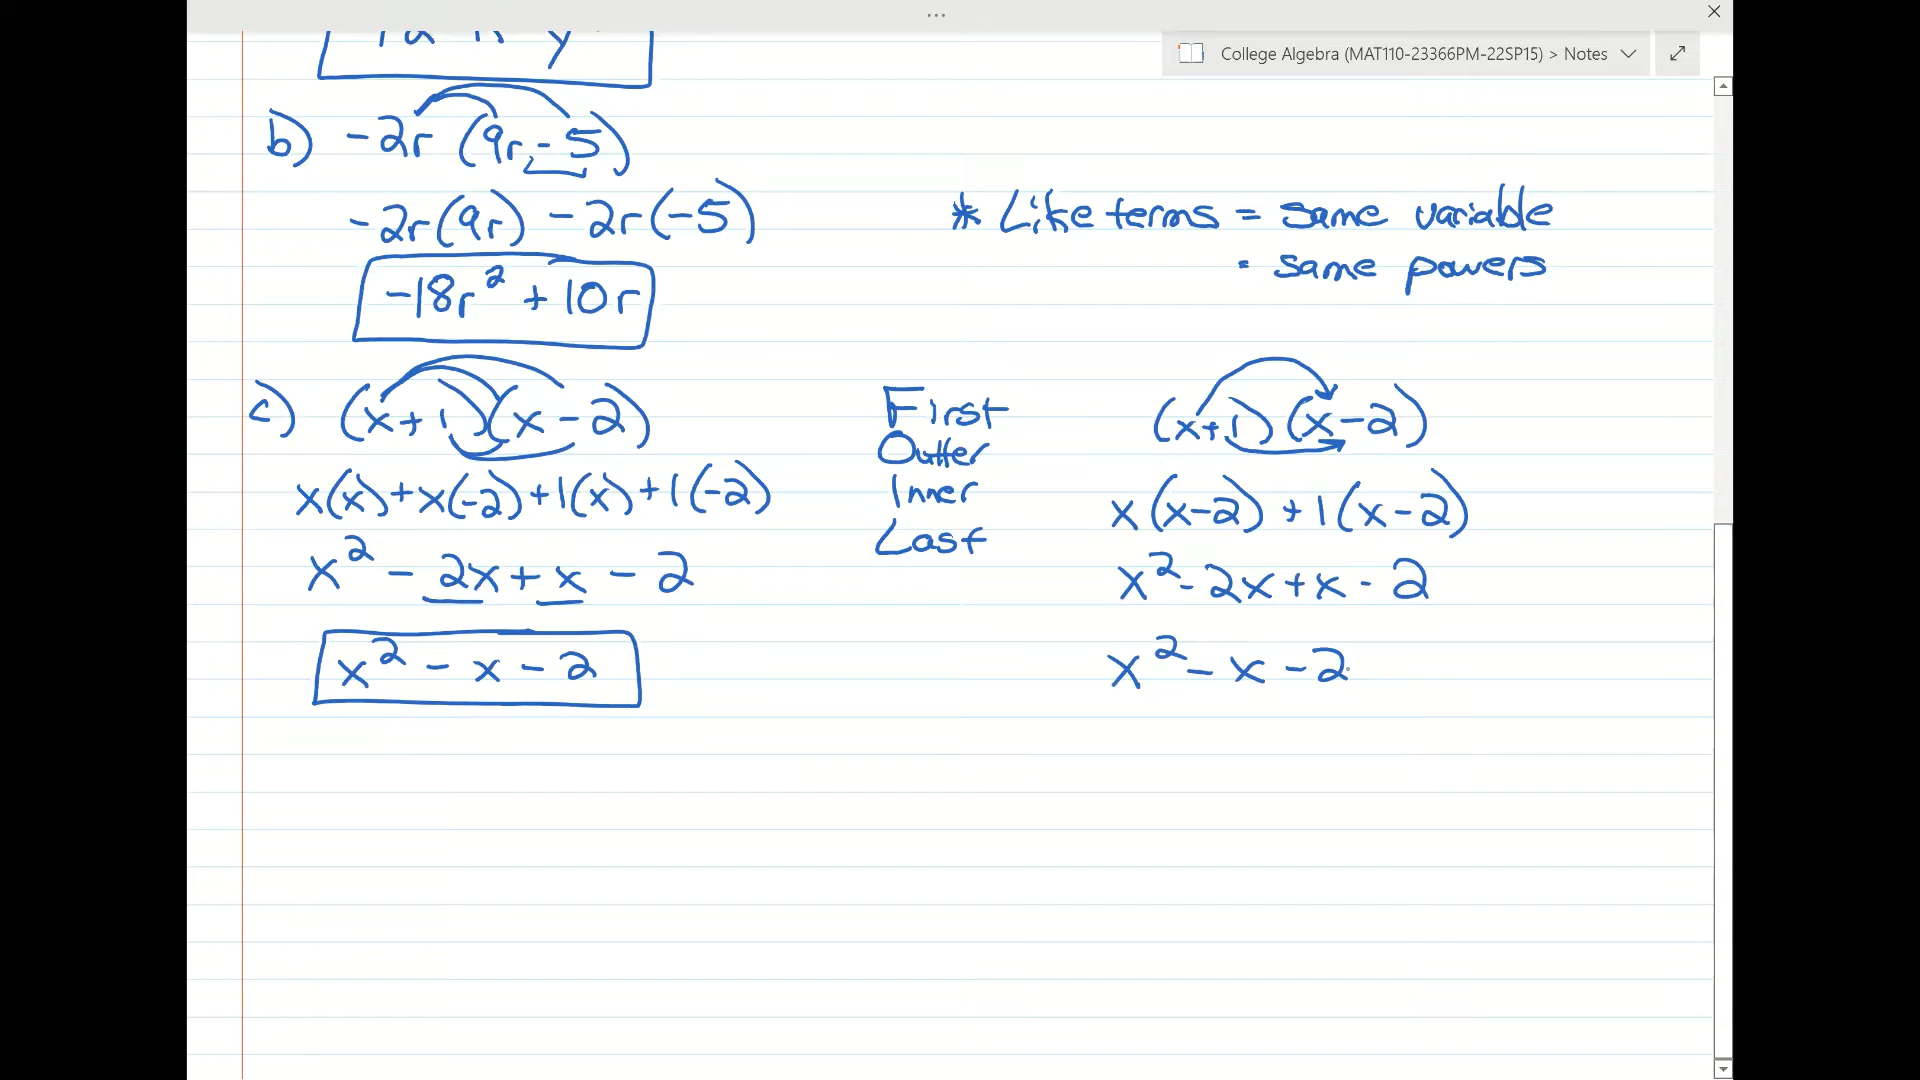 College Algebra (MAT110-23366PM-22SP15) > Notes
b) -2r (9r, - 5)
-2r(9r) - 2r(-5)
-18r² + 10r
* Like terms = same variable
= same powers
c) (x+1)(x - 2)
x(x)+x(-2)+1(x)+1(-2)
x² - 2x + x - 2
x² - x - 2
First
Outter
Inner
Last
(x+1)(x-2)
x(x-2) + 1(x-2)
x² - 2x + x - 2
x² - x - 2